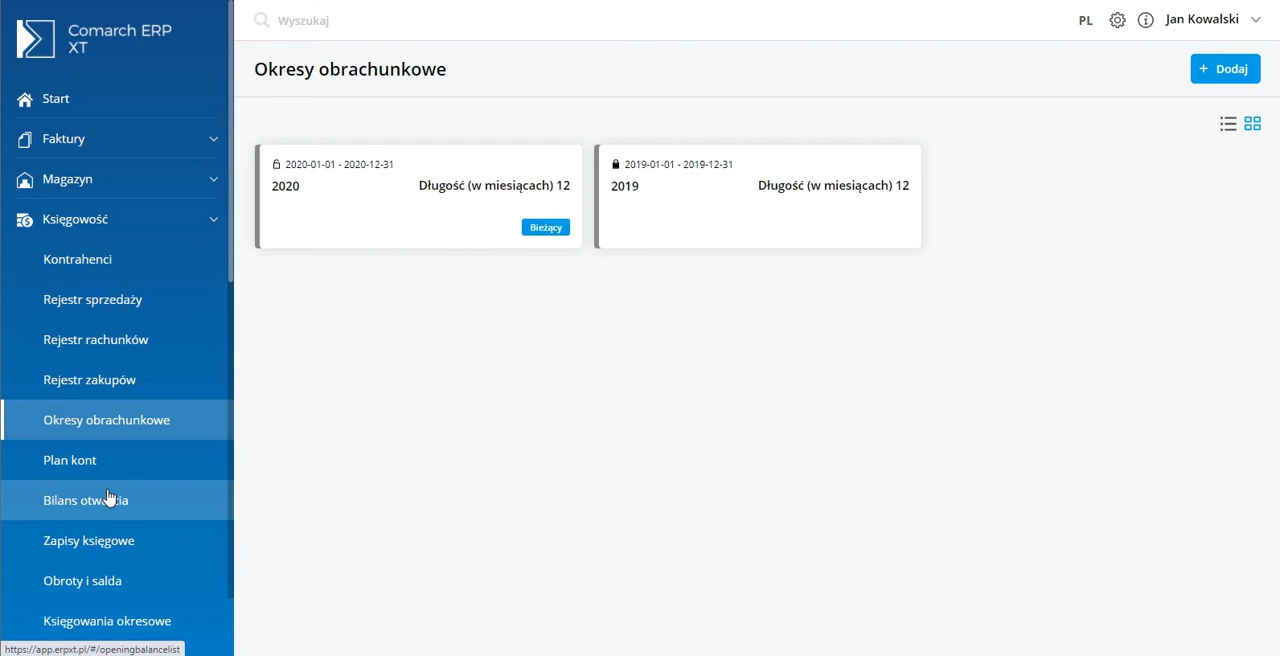 Comarch ERP
XT
Wyszukaj
PL
Jan Kowalski
Okresy obrachunkowe
+ Dodaj
Start
Faktury
Magazyn
Księgowość
Kontrahenci
Rejestr sprzedaży
Rejestr rachunków
Rejestr zakupów
Okresy obrachunkowe
Plan kont
Bilans otwarcia
Zapisy księgowe
Obroty i salda
Księgowania okresowe
https://app.erpxt.pl/#/openingbalancelist
2020-01-01 - 2020-12-31
2020 Długość (w miesiącach) 12
Bieżący
2019-01-01 - 2019-12-31
2019 Długość (w miesiącach) 12